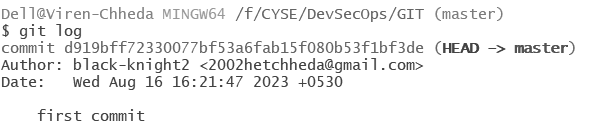 Dell@Viren-Chheda MINGW64 /f/CYSE/DevSecOps/GIT (master)
$ git log
commit d919bff72330077bf53a6fab15f080b53f1bf3de (HEAD -> master)
Author: black-knight2 <2002hetchheda@gmail.com>
Date:   Wed Aug 16 16:21:47 2023 +0530
    first commit